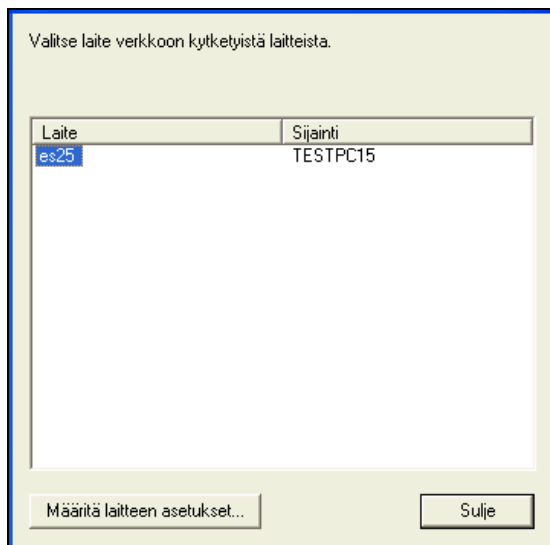 Valitse laite verkkoon kytketyistä laitteista.
Laite Sijainti
es25 TESTPC15
Määritä laitteen asetukset... Sulje